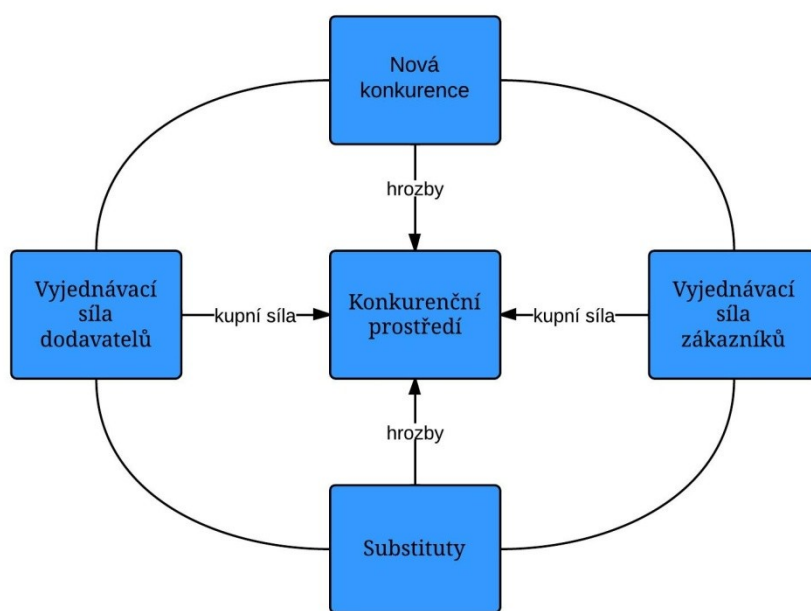 Nová
konkurence
hrozby
Vyjednávací
síla
dodavatelů
kupní síla
Konkurenční
prostředí
kupní síla
Vyjednávací
síla
zákazníků
hrozby
Substituty